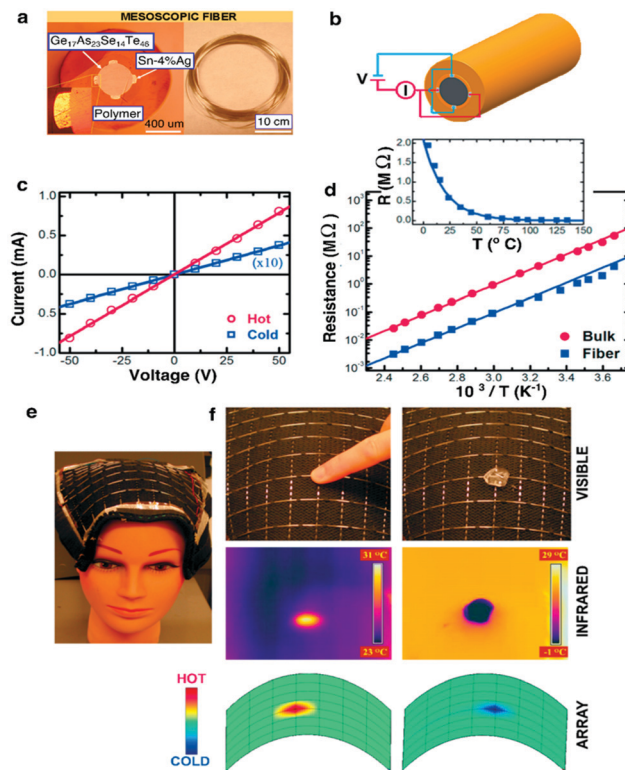 a
MESOSCOPIC FIBER
Ge17As23Se14Te46
Sn-4%Ag
Polymer
400 um
10 cm
b
V
I
c
Current (mA)
1.0
0.5
0.0
-0.5
-1.0
(x10)
Hot
Cold
-50
-25
0
25
50
Voltage (V)
R (M Ω)
2.0
1.5
1.0
0.5
0.0
0 25 50 75 100 125 150
T (° C)
d
Resistance (M Ω)
10³
10²
10¹
10⁰
10⁻¹
10⁻²
10⁻³
Bulk
Fiber
2.4 2.6 2.8 3.0 3.2 3.4 3.6
10³ / T (K⁻¹)
e
f
VISIBLE
31 °C
23 °C
29 °C
-1 °C
INFRARED
HOT
COLD
ARRAY